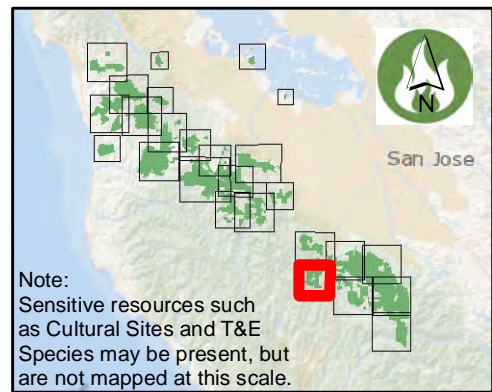 N
San Jose
Note:
Sensitive resources such
as Cultural Sites and T&E
Species may be present, but
are not mapped at this scale.